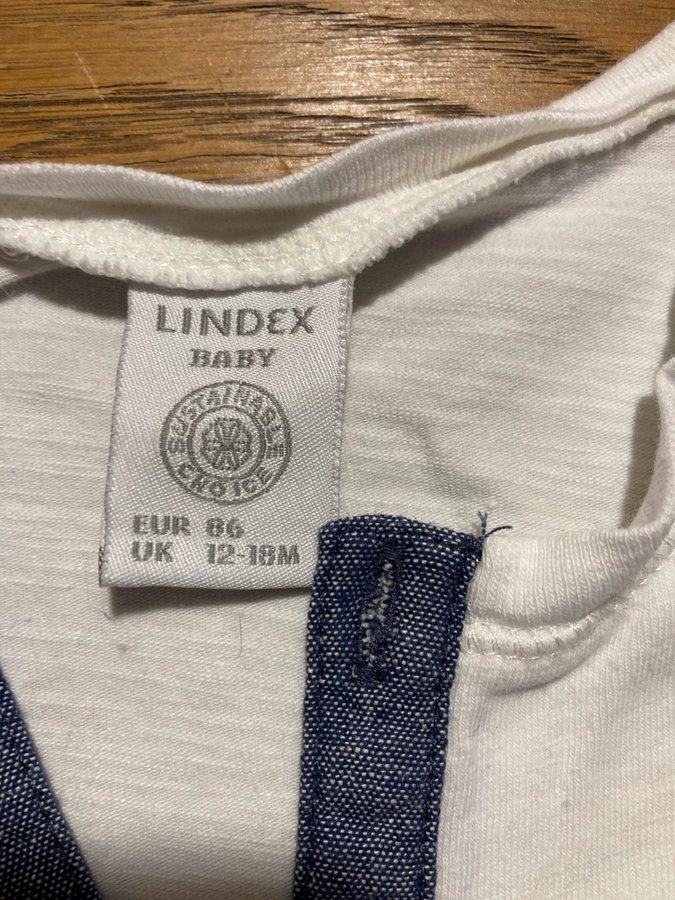 LINDEX
BABY
SUSTAINABLE
CHOICE
EUR 86
UK 12-18M